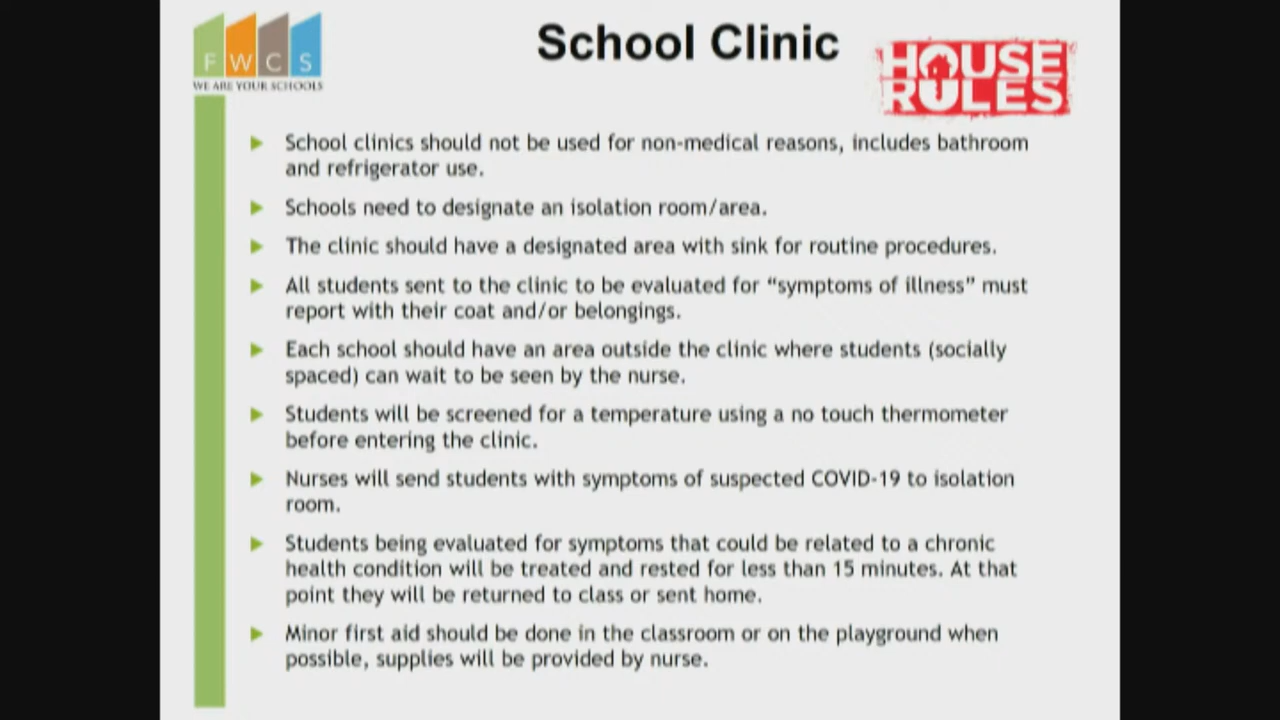 School Clinic
F W C S
WE ARE YOUR SCHOOLS
HOUSE
RULES
School clinics should not be used for non-medical reasons, includes bathroom
and refrigerator use.
Schools need to designate an isolation room/area.
The clinic should have a designated area with sink for routine procedures.
All students sent to the clinic to be evaluated for “symptoms of illness” must
report with their coat and/or belongings.
Each school should have an area outside the clinic where students (socially
spaced) can wait to be seen by the nurse.
Students will be screened for a temperature using a no touch thermometer
before entering the clinic.
Nurses will send students with symptoms of suspected COVID-19 to isolation
room.
Students being evaluated for symptoms that could be related to a chronic
health condition will be treated and rested for less than 15 minutes. At that
point they will be returned to class or sent home.
Minor first aid should be done in the classroom or on the playground when
possible, supplies will be provided by nurse.